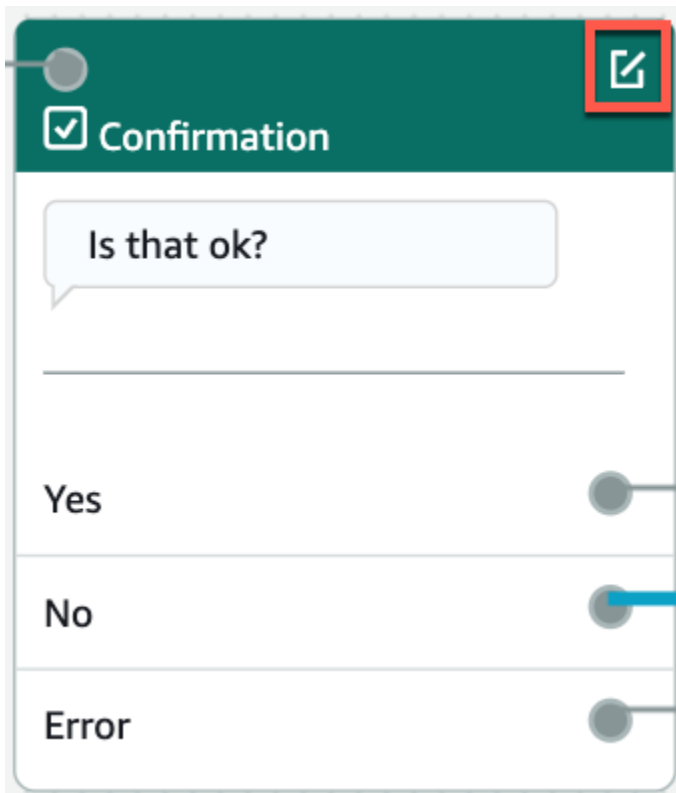 Confirmation
Is that ok?
Yes
No
Error